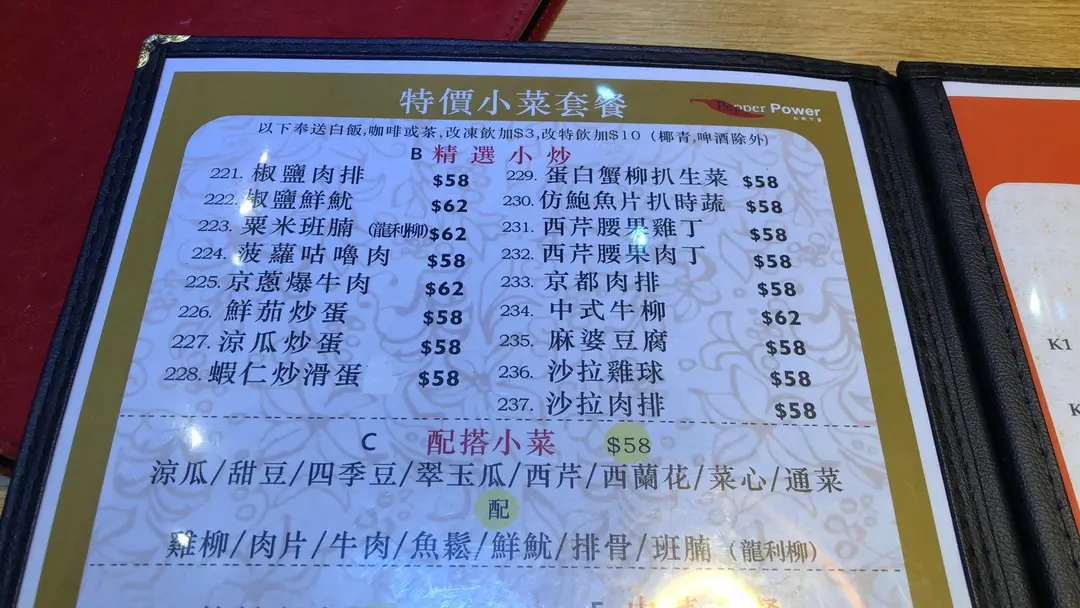 特價小菜套餐
Pepper Power
以下奉送白飯,咖啡或茶,改凍飲加$3,改特飲加$10 (椰青,啤酒除外)
B 精選小炒
221. 椒鹽肉排 $58
222. 椒鹽鮮魷 $62
223. 粟米班腩 (龍利柳) $62
224. 菠蘿咕嚕肉 $58
225. 京蔥爆牛肉 $62
226. 鮮茄炒蛋 $58
227. 涼瓜炒蛋 $58
228. 蝦仁炒滑蛋 $58
229. 蛋白蟹柳扒生菜 $58
230. 仿鮑魚片扒時蔬 $58
231. 西芹腰果雞丁 $58
232. 西芹腰果肉丁 $58
233. 京都肉排 $58
234. 中式牛柳 $62
235. 麻婆豆腐 $58
236. 沙拉雞球 $58
237. 沙拉肉排 $58
C 配搭小菜 $58
涼瓜/甜豆/四季豆/翠玉瓜/西芹/西蘭花/菜心/通菜
配
雞柳/肉片/牛肉/魚鬆/鮮魷/排骨/班腩 (龍利柳)
K1